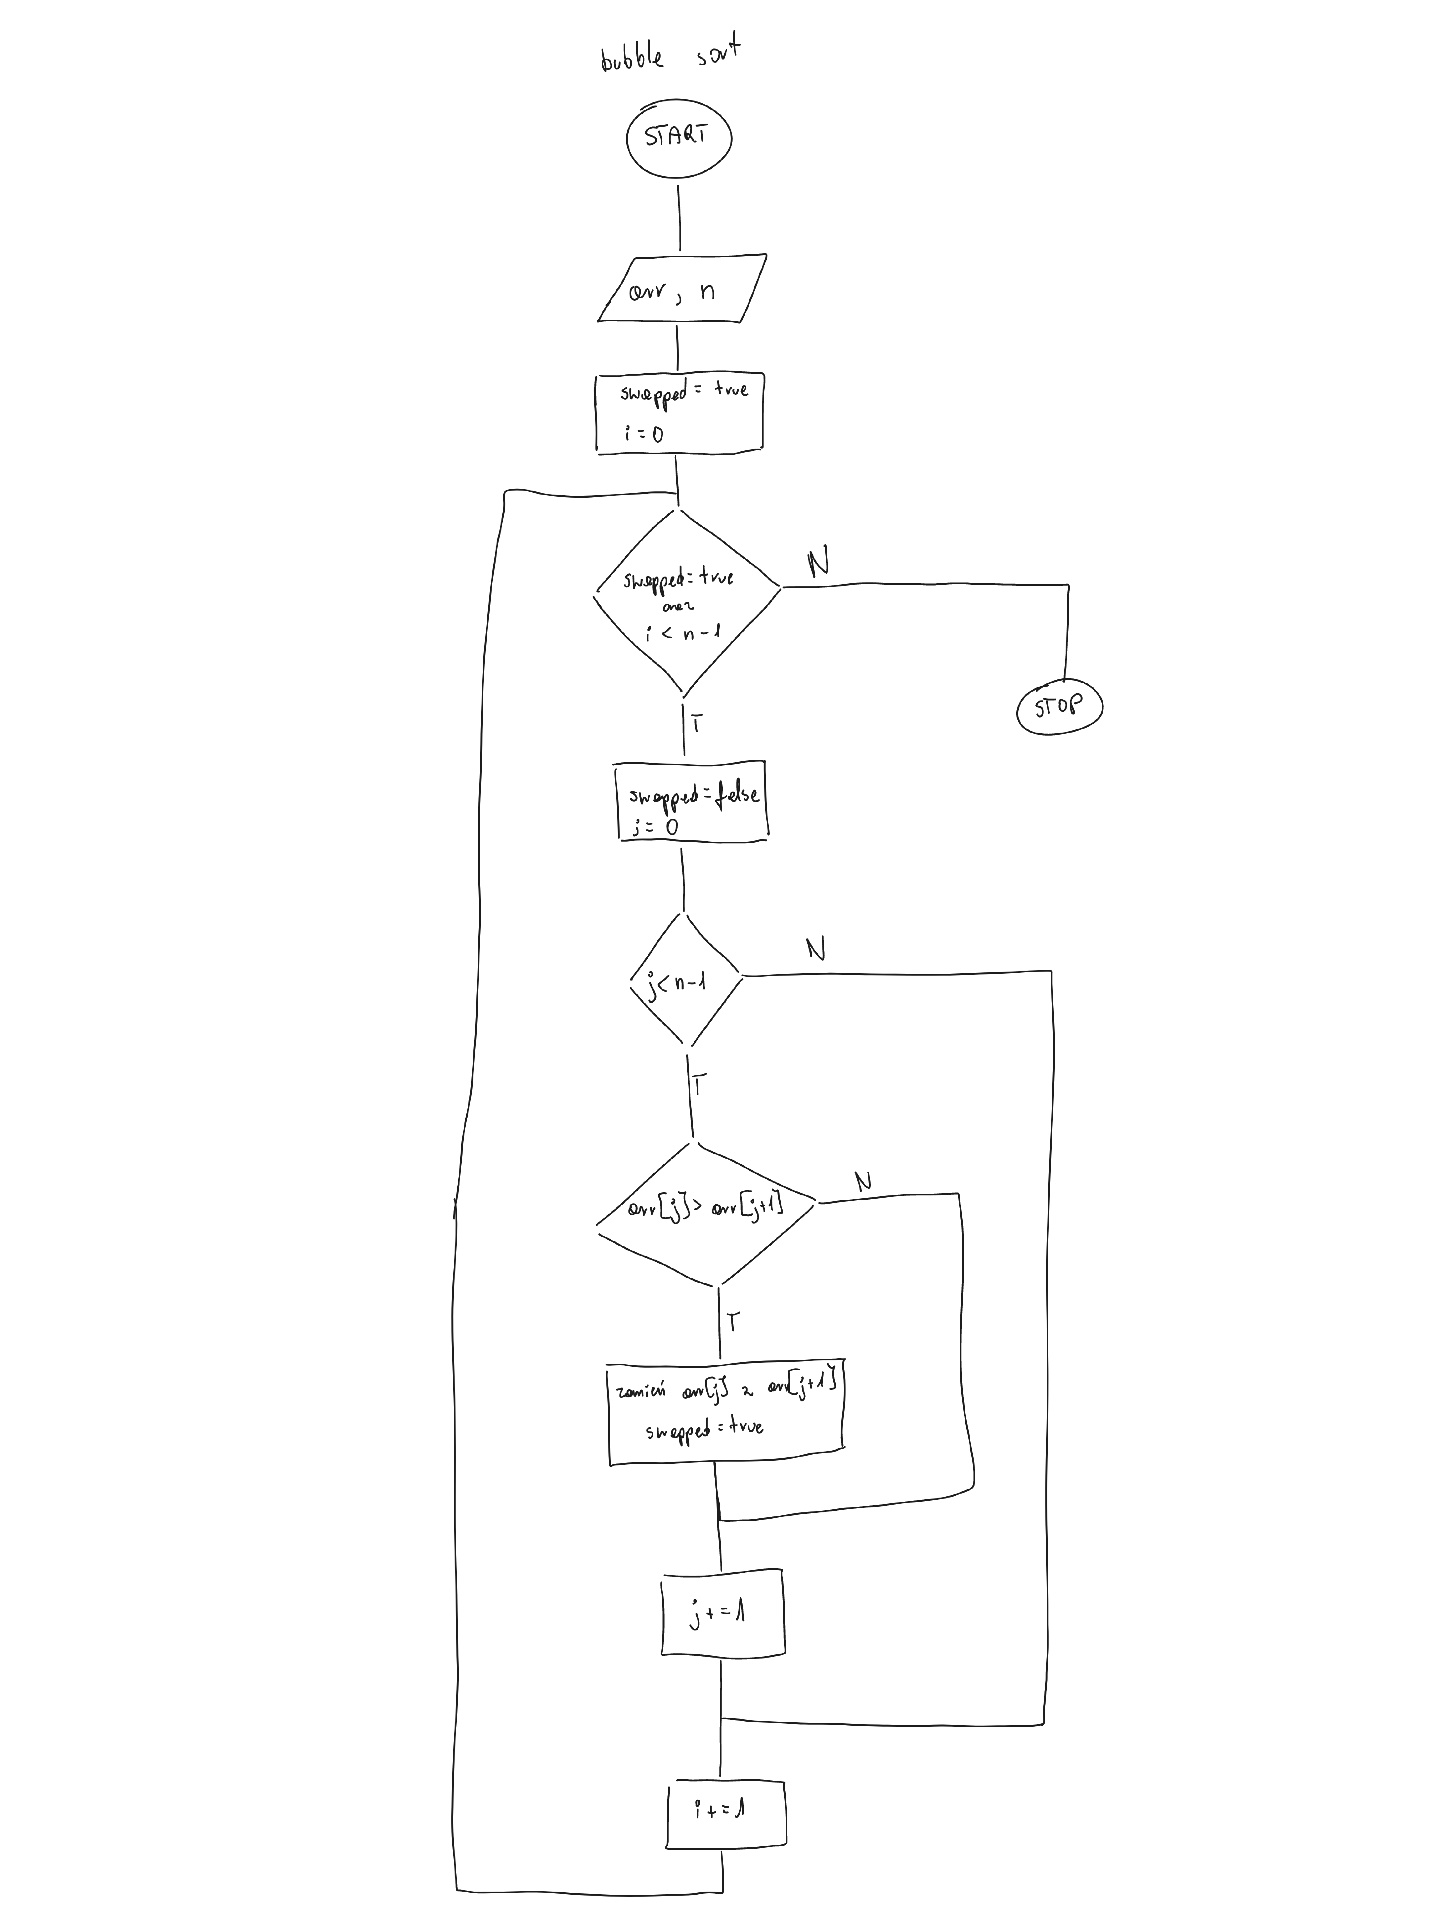 bubble sort
START
arr, n
swapped = true
i = 0
swapped = true
oraz
i < n-1
N
STOP
T
swapped = false
j = 0
j < n-1
N
T
arr[j] > arr[j+1]
N
T
zamień arr[j] z arr[j+1]
swapped = true
j += 1
i += 1